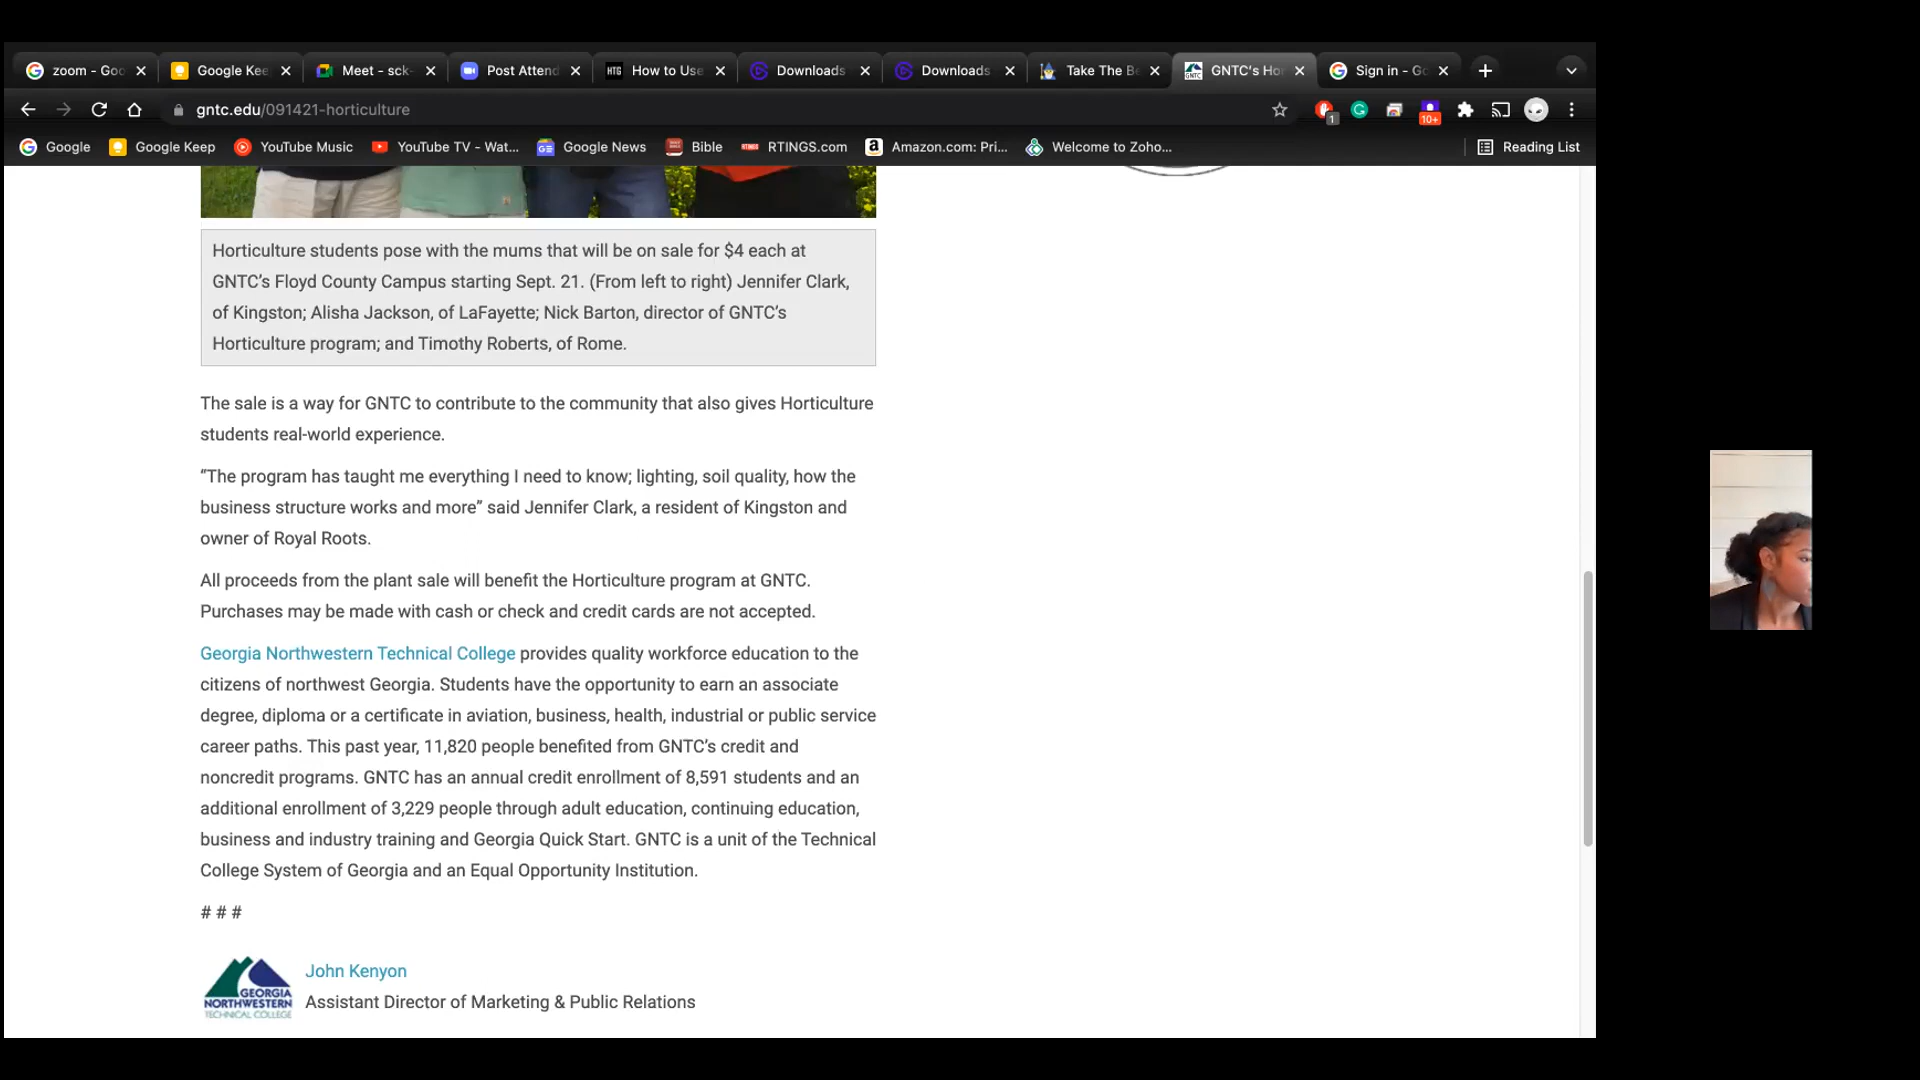 zoom - Goo
Google Kee
Meet - sck-
Post Attend
HTG How to Use
Downloads
Downloads
Take The Be
GNTC's Hor
Sign in - Go
gntc.edu/091421-horticulture
1
10+
Google
Google Keep
YouTube Music
YouTube TV - Wat...
Google News
Bible
RTINGS RTINGS.com
Amazon.com: Pri...
Welcome to Zoho...
Reading List
Horticulture students pose with the mums that will be on sale for $4 each at
GNTC’s Floyd County Campus starting Sept. 21. (From left to right) Jennifer Clark,
of Kingston; Alisha Jackson, of LaFayette; Nick Barton, director of GNTC’s
Horticulture program; and Timothy Roberts, of Rome.
The sale is a way for GNTC to contribute to the community that also gives Horticulture
students real-world experience.
“The program has taught me everything I need to know; lighting, soil quality, how the
business structure works and more” said Jennifer Clark, a resident of Kingston and
owner of Royal Roots.
All proceeds from the plant sale will benefit the Horticulture program at GNTC.
Purchases may be made with cash or check and credit cards are not accepted.
Georgia Northwestern Technical College provides quality workforce education to the
citizens of northwest Georgia. Students have the opportunity to earn an associate
degree, diploma or a certificate in aviation, business, health, industrial or public service
career paths. This past year, 11,820 people benefited from GNTC’s credit and
noncredit programs. GNTC has an annual credit enrollment of 8,591 students and an
additional enrollment of 3,229 people through adult education, continuing education,
business and industry training and Georgia Quick Start. GNTC is a unit of the Technical
College System of Georgia and an Equal Opportunity Institution.
# # #
GEORGIA
NORTHWESTERN
TECHNICAL COLLEGE
John Kenyon
Assistant Director of Marketing & Public Relations